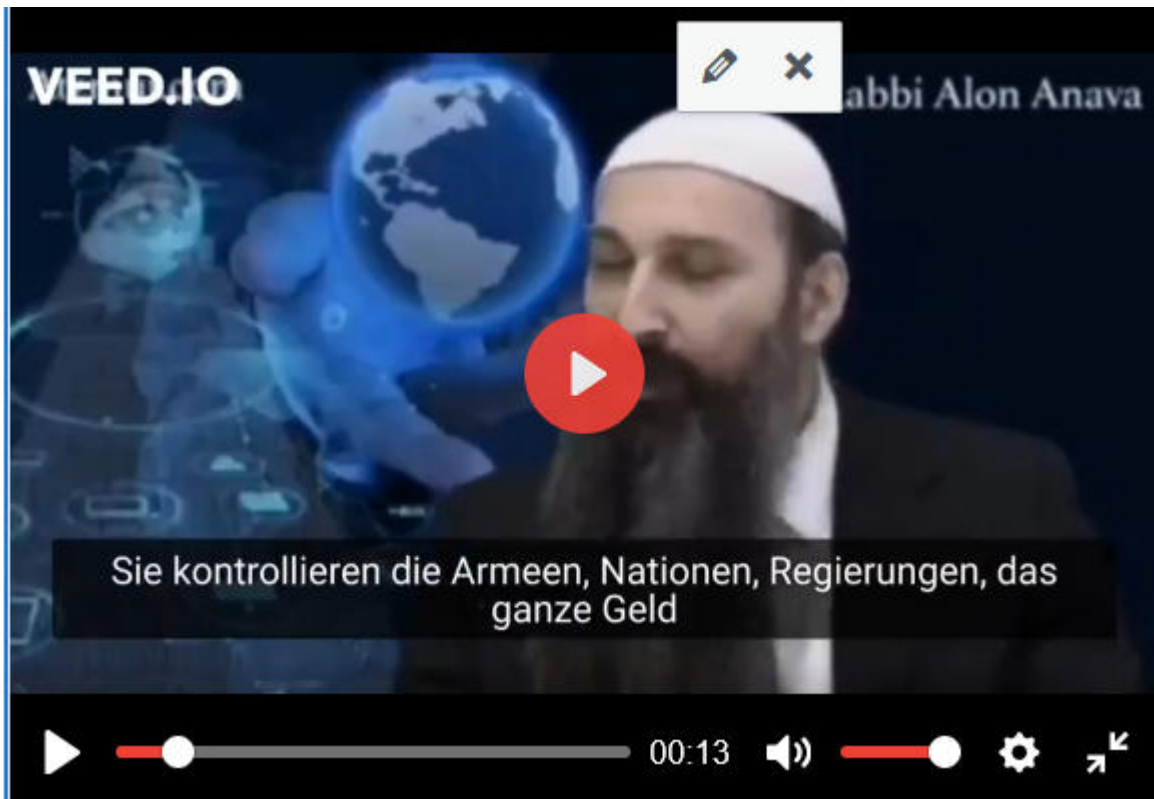 VEED.IO
abbi Alon Anava
Sie kontrollieren die Armeen, Nationen, Regierungen, das
ganze Geld
00:13